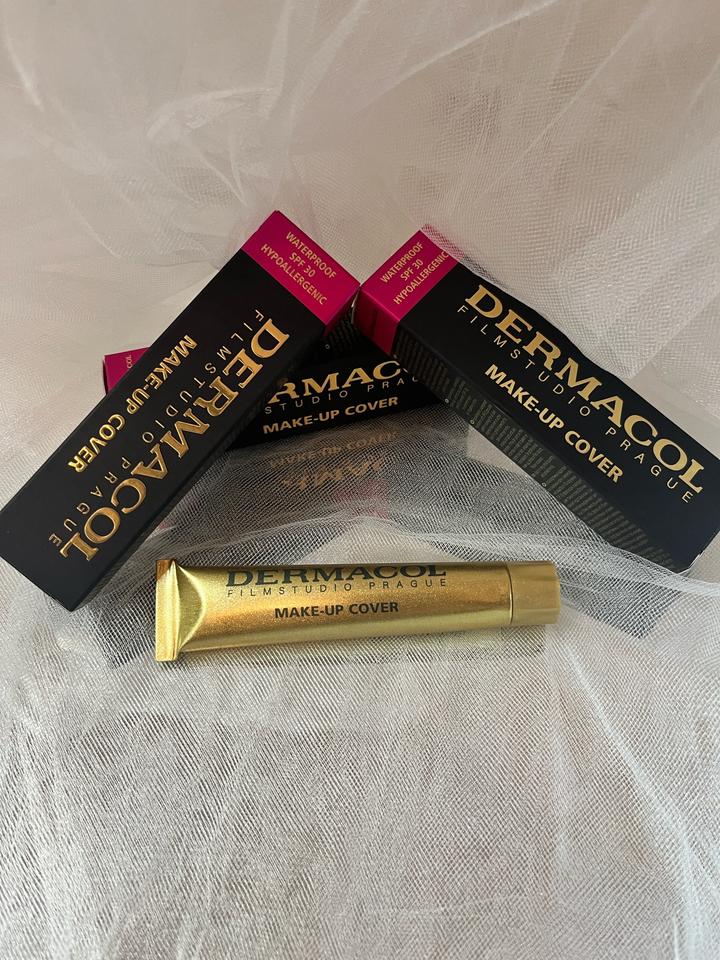 WATERPROOF
SPF 30
HYPOALLERGENIC
DERMACOL
FILMSTUDIO PRAGUE
MAKE-UP COVER
WATERPROOF
SPF 30
HYPOALLERGENIC
DERMACOL
FILMSTUDIO PRAGUE
MAKE-UP COVER
MAKE-UP COVER
DERMACOL
FILMSTUDIO PRAGUE
MAKE-UP COVER